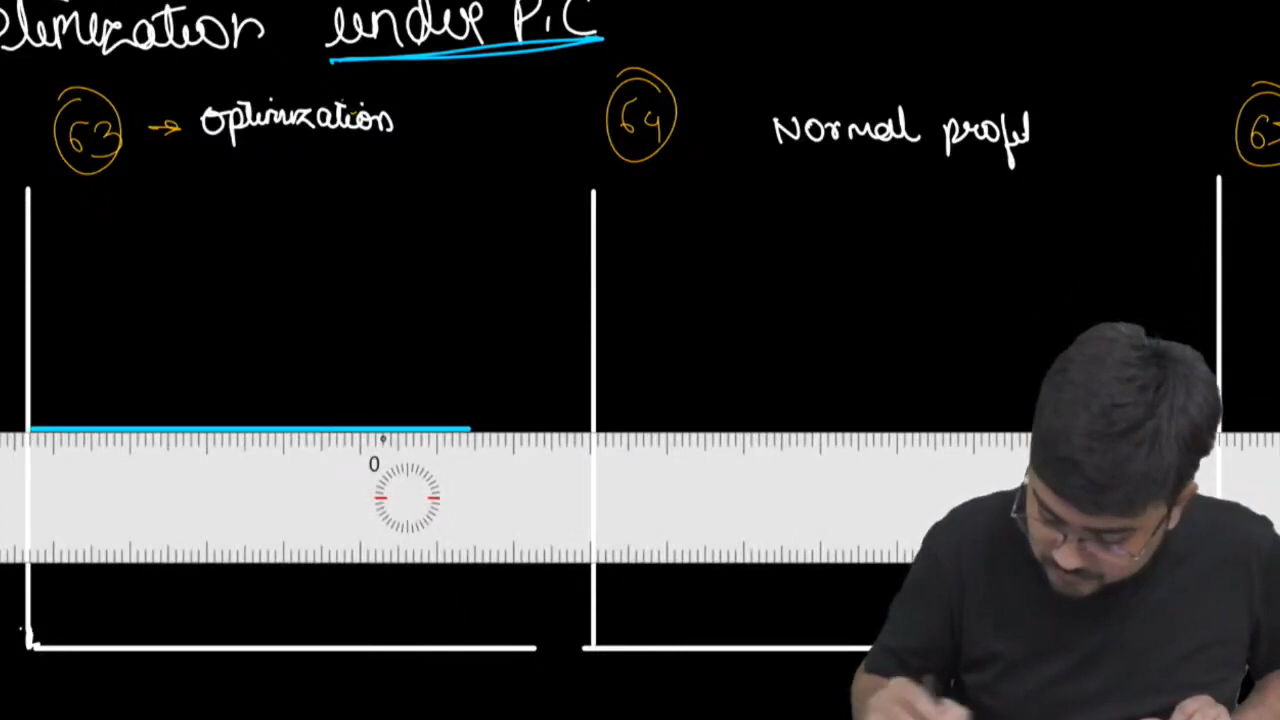 under P.C
63 → optimization
64 Normal profit
0